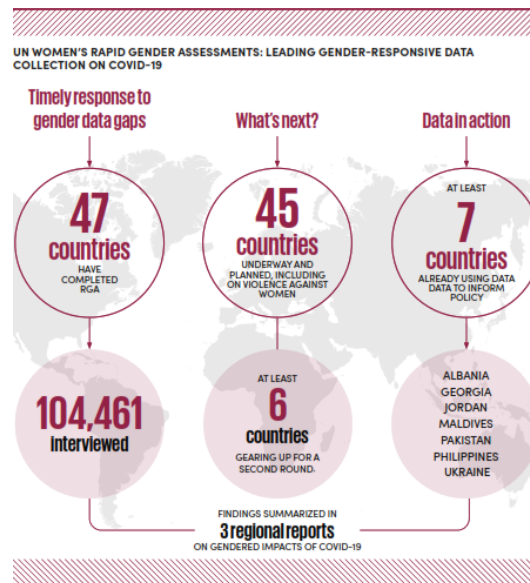 UN WOMEN'S RAPID GENDER ASSESSMENTS: LEADING GENDER-RESPONSIVE DATA
COLLECTION ON COVID-19
Timely response to
gender data gaps
47
countries
HAVE
COMPLETED
RGA
104,461
interviewed
What's next?
45
countries
UNDERWAY AND
PLANNED, INCLUDING
ON VIOLENCE AGAINST
WOMEN
AT LEAST
6
countries
GEARING UP FOR A
SECOND ROUND.
Data in action
AT LEAST
7
countries
ALREADY USING DATA
DATA TO INFORM
POLICY
ALBANIA
GEORGIA
JORDAN
MALDIVES
PAKISTAN
PHILIPPINES
UKRAINE
FINDINGS SUMMARIZED IN
3 regional reports
ON GENDERED IMPACTS OF COVID-19